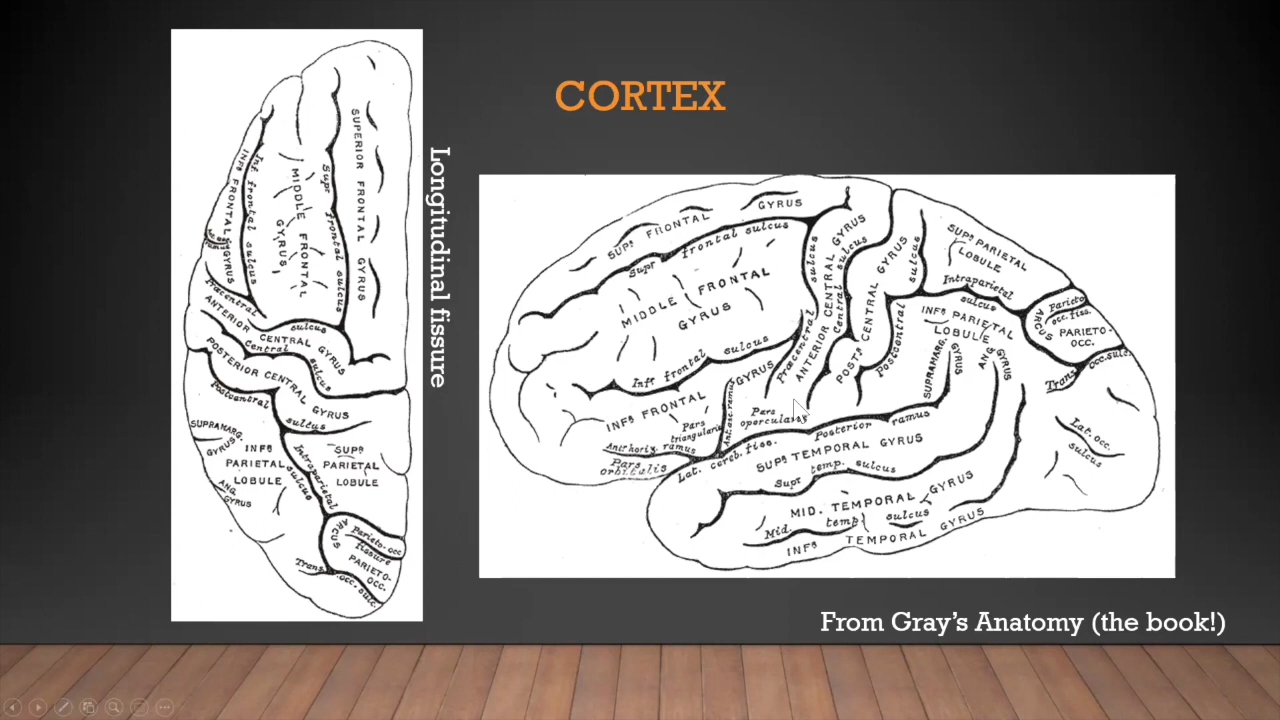 CORTEX
Longitudinal fissure
SUPERIOR FRONTAL GYRUS
Supr frontal sulcus
MIDDLE FRONTAL
GYRUS
Inf. frontal sulcus
INFR FRONTAL
GYRUS
Precentral
sulcus
ANTERIOR
CENTRAL GYRUS
Central
sulcus
POSTERIOR CENTRAL
GYRUS
Postcentral
sulcus
SUPRAMARG.
GYRUS
INFR
PARIETAL
LOBULE
Intraparietal
sulcus
SUPR
PARIETAL
LOBULE
ANG.
GYRUS
ARCUS
Parieto-occ
fissure
PARIETO-
OCC.
Trans.
occ. sulc.
SUPR FRONTAL GYRUS
Supr frontal sulcus
MIDDLE FRONTAL
GYRUS
Infr frontal sulcus
INFR FRONTAL
GYRUS
Pars
triangularis
Ant. horiz. ramus
Pars
orbitalis
Ant. asc. ramus
Pars
opercularis
Precentral
sulcus
ANTERIOR CENTRAL GYRUS
Central sulcus
POSTR CENTRAL GYRUS
Postcentral
sulcus
SUPR PARIETAL
LOBULE
Intraparietal
sulcus
INFR PARIETAL
LOBULE
SUPRAMARG.
GYRUS
ANG.
GYRUS
ARCUS
Parieto
occ. fiss.
PARIETO-
OCC.
Trans.
occ. sulc.
Lat. occ.
sulcus
Lat. cereb. fiss.
Posterior ramus
SUPR TEMPORAL GYRUS
Supr temp. sulcus
MID. TEMPORAL GYRUS
Mid. temp. sulcus
INFR TEMPORAL GYRUS
From Gray's Anatomy (the book!)